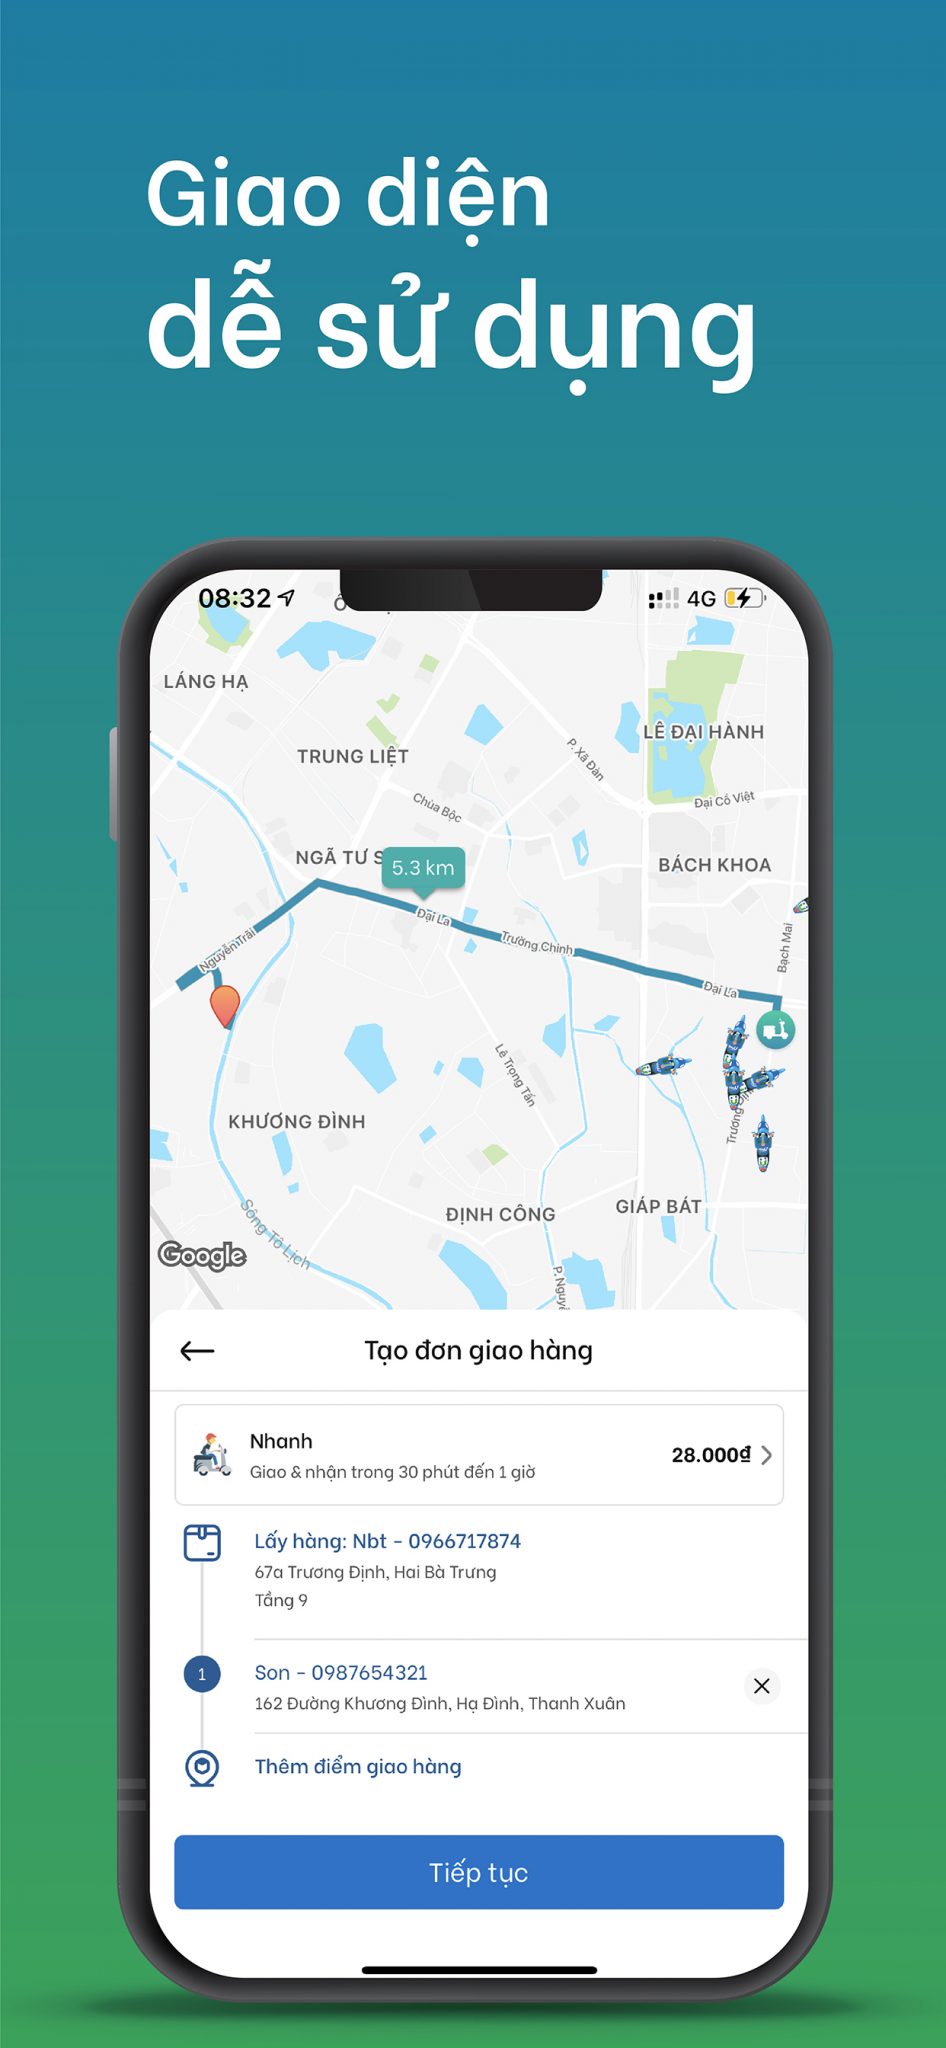 Giao diện
dễ sử dụng
08:32
4G
LÁNG HẠ
TRUNG LIỆT
LÊ ĐẠI HÀNH
P. Xã Đàn
Chùa Bộc
Đại Cồ Việt
NGÃ TƯ S
5.3 km
BÁCH KHOA
Đại La
Trường Chinh
Nguyễn Trãi
Bạch Mai
Đại La
Lê Trọng Tấn
KHƯƠNG ĐÌNH
ĐỊNH CÔNG
GIÁP BÁT
Sông Tô Lịch
Google
Tạo đơn giao hàng
Nhanh
Giao & nhận trong 30 phút đến 1 giờ
28.000₫
Lấy hàng: Nbt - 0966717874
67a Trương Định, Hai Bà Trưng
Tầng 9
1
Son - 0987654321
162 Đường Khương Đình, Hạ Đình, Thanh Xuân
Thêm điểm giao hàng
Tiếp tục